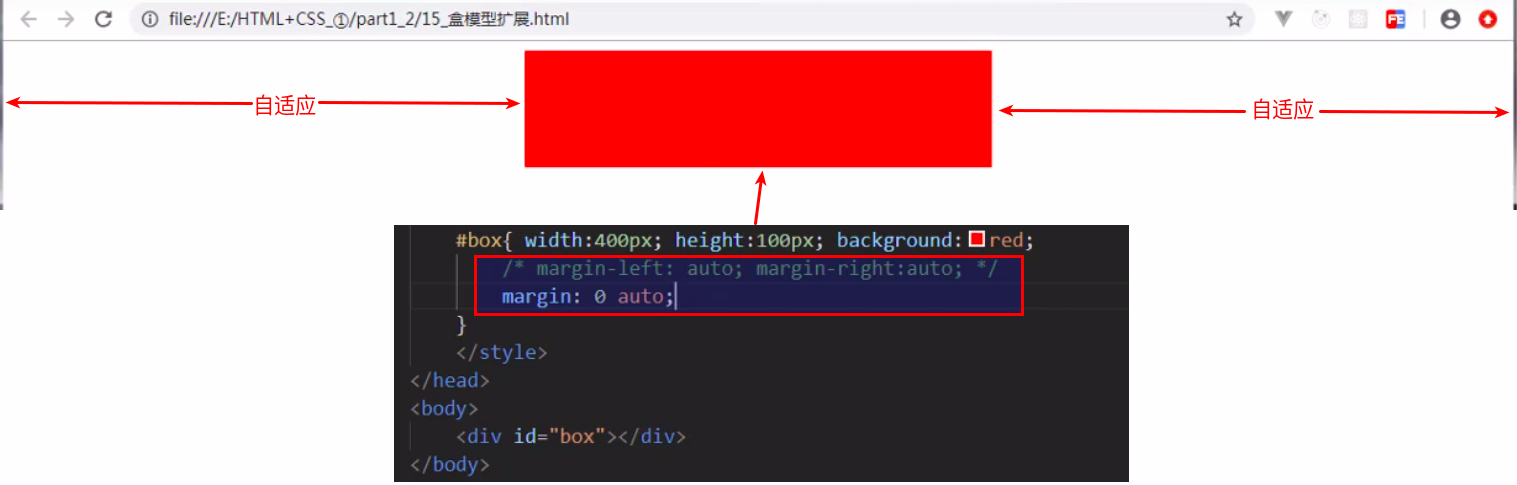 file:///E:/HTML+CSS_①/part1_2/15_盒模型扩展.html
FE
自适应
自适应
#box{ width:400px; height:100px; background:red;
/* margin-left: auto; margin-right:auto; */
margin: 0 auto;
}
</style>
</head>
<body>
<div id="box"></div>
</body>